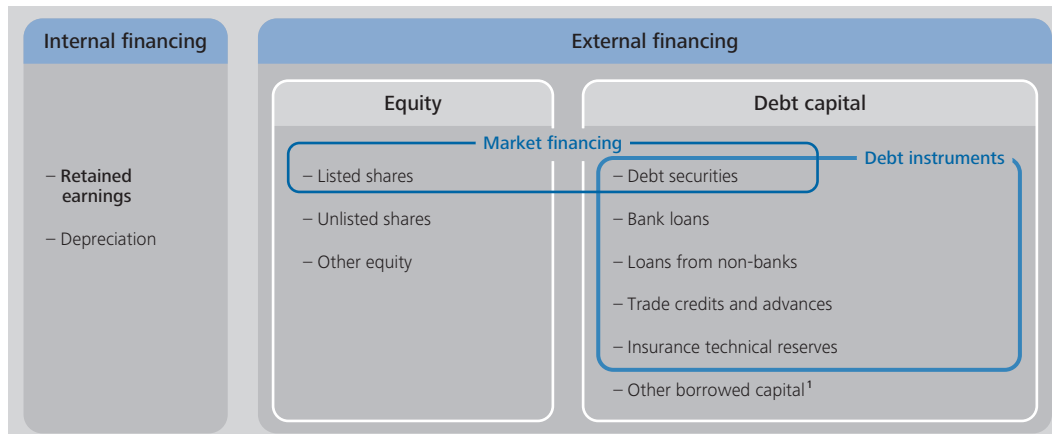 Internal financing
– Retained
earnings
– Depreciation
External financing
Equity
Debt capital
Market financing
Debt instruments
– Listed shares
– Unlisted shares
– Other equity
– Debt securities
– Bank loans
– Loans from non-banks
– Trade credits and advances
– Insurance technical reserves
– Other borrowed capital¹